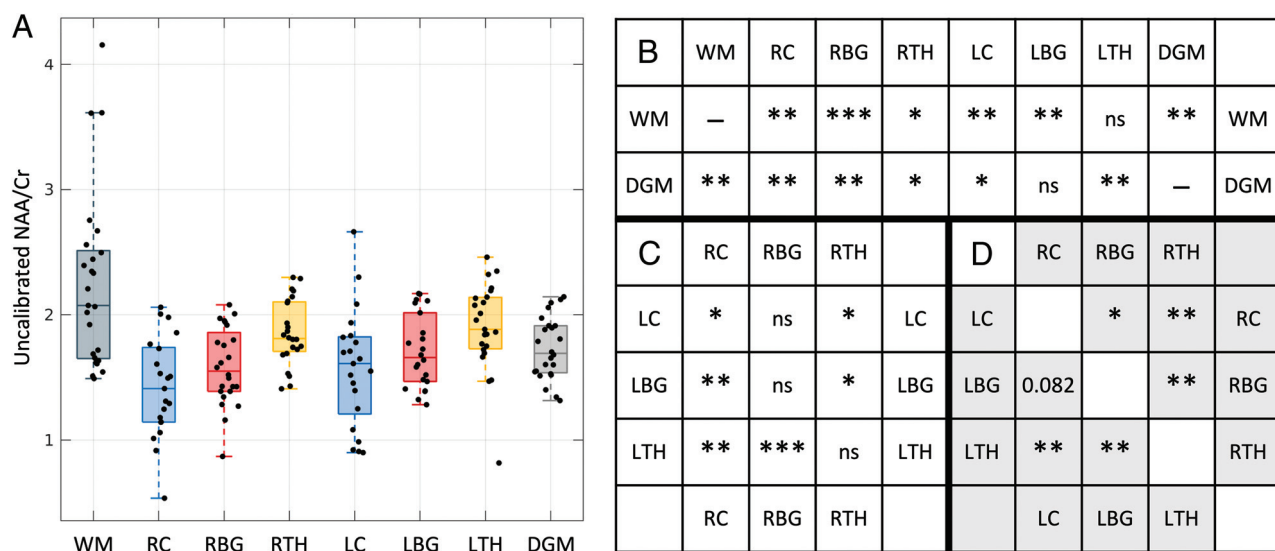 A
Uncalibrated NAA/Cr
4
3
2
1
WM RC RBG RTH LC LBG LTH DGM
B WM RC RBG RTH LC LBG LTH DGM
WM – ** *** * ** ** ns ** WM
DGM ** ** ** * * ns ** – DGM
C RC RBG RTH
LC * ns * LC
LBG ** ns * LBG
LTH ** *** ns LTH
RC RBG RTH
D RC RBG RTH
LC * ** RC
LBG 0.082 ** RBG
LTH ** ** RTH
LC LBG LTH